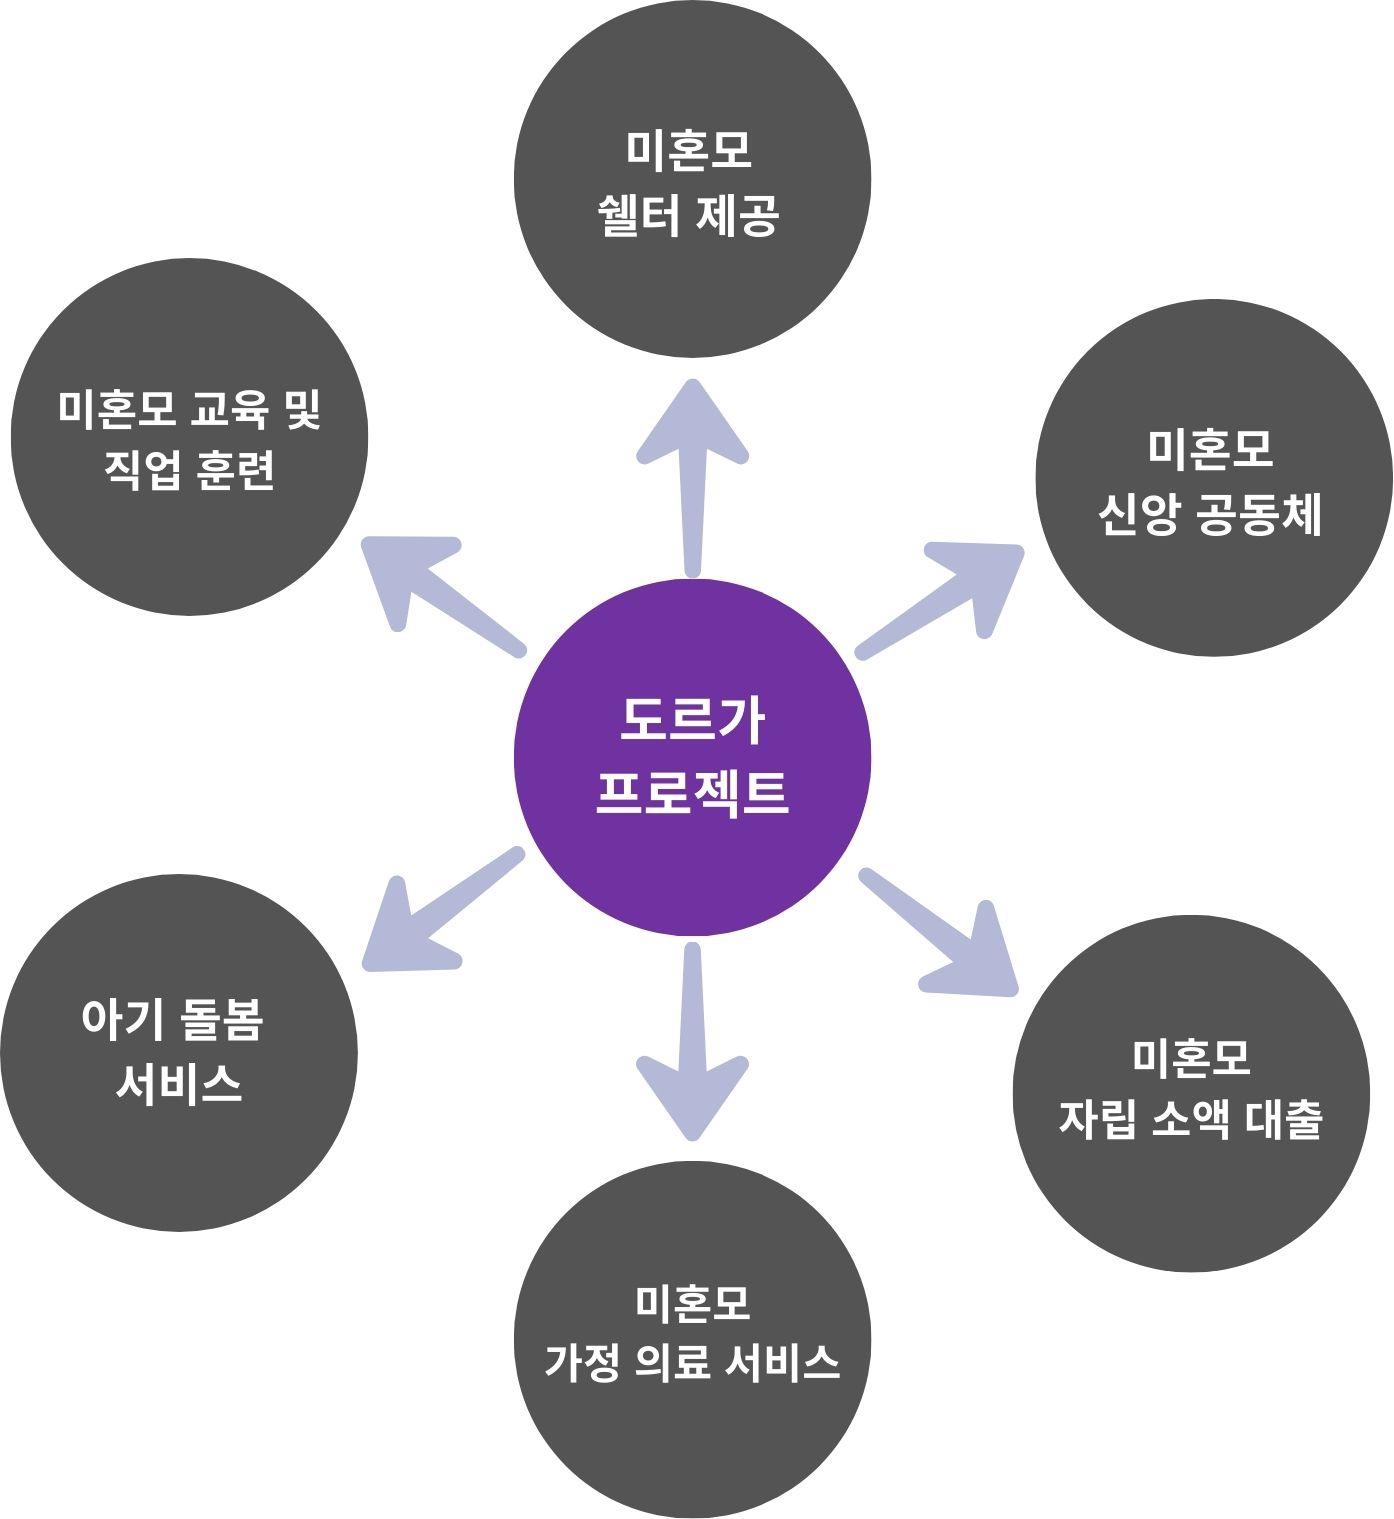 미혼모
쉘터 제공
미혼모 교육 및
직업 훈련
미혼모
신앙 공동체
도르가
프로젝트
아기 돌봄
서비스
미혼모
자립 소액 대출
미혼모
가정 의료 서비스